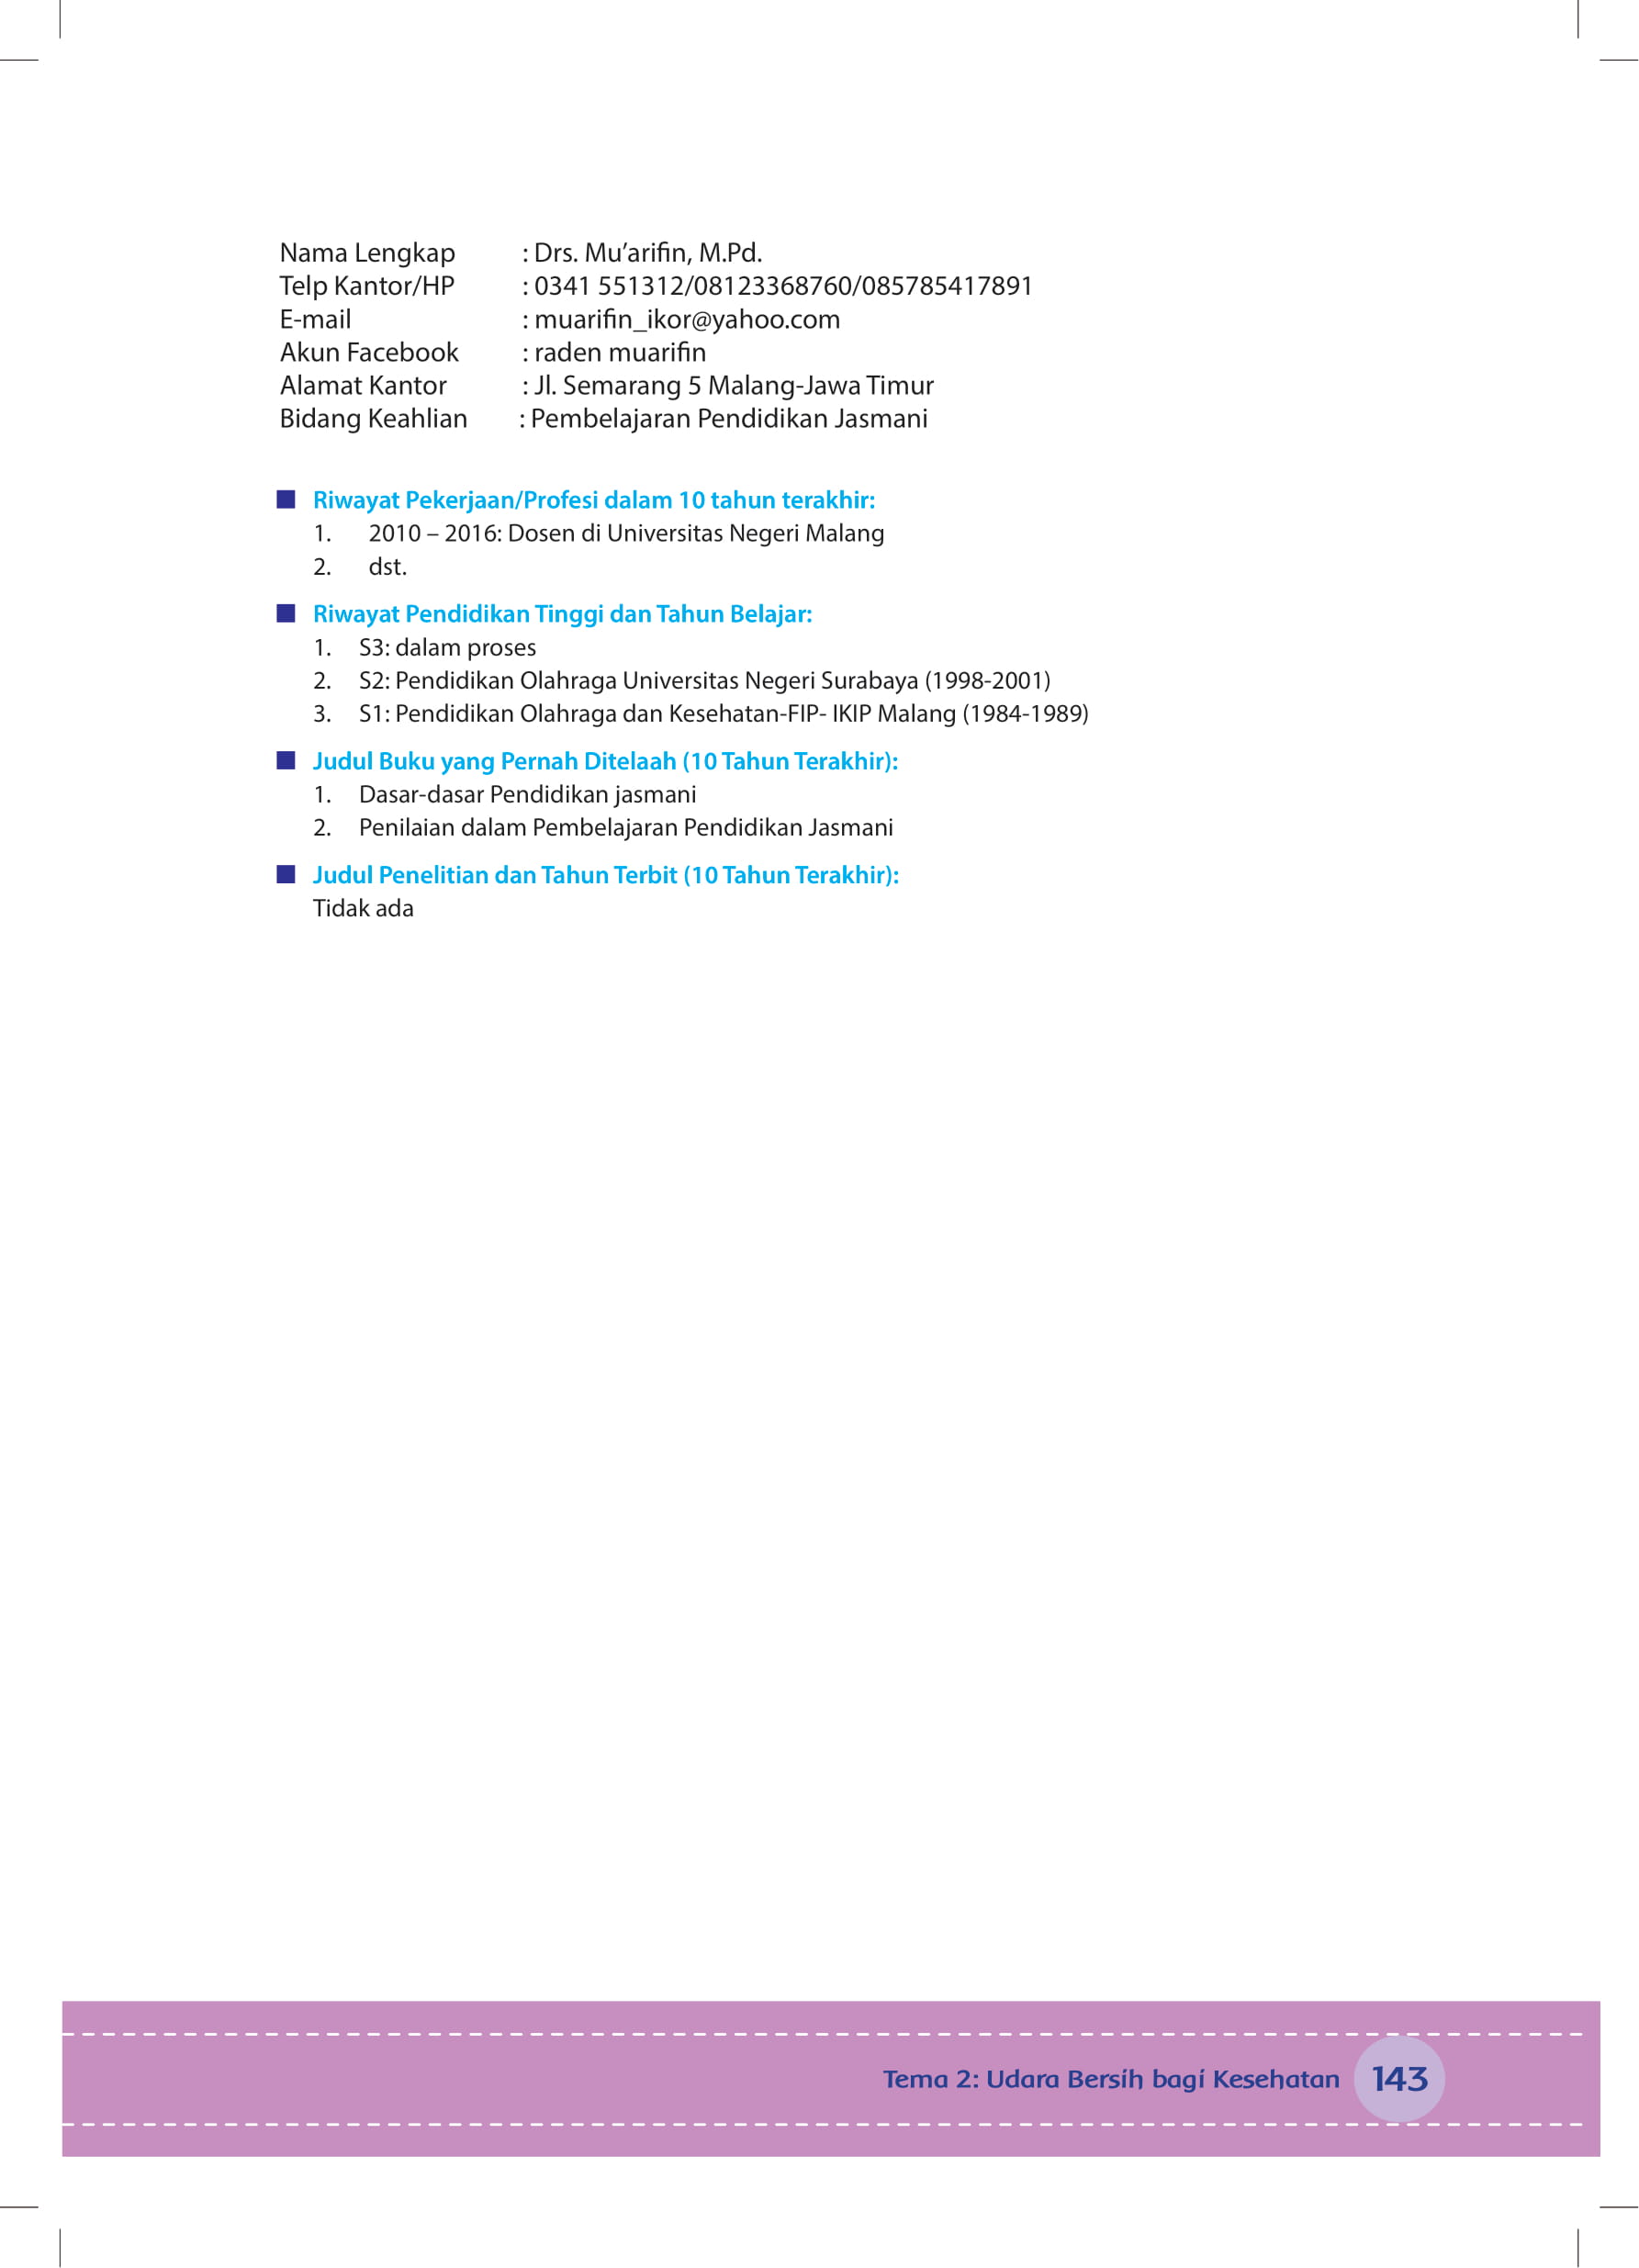 Nama Lengkap : Drs. Mu’arifin, M.Pd.
Telp Kantor/HP : 0341 551312/08123368760/085785417891
E-mail : muarifin_ikor@yahoo.com
Akun Facebook : raden muarifin
Alamat Kantor : Jl. Semarang 5 Malang-Jawa Timur
Bidang Keahlian : Pembelajaran Pendidikan Jasmani
Riwayat Pekerjaan/Profesi dalam 10 tahun terakhir:
1. 2010 – 2016: Dosen di Universitas Negeri Malang
2. dst.
Riwayat Pendidikan Tinggi dan Tahun Belajar:
1. S3: dalam proses
2. S2: Pendidikan Olahraga Universitas Negeri Surabaya (1998-2001)
3. S1: Pendidikan Olahraga dan Kesehatan-FIP- IKIP Malang (1984-1989)
Judul Buku yang Pernah Ditelaah (10 Tahun Terakhir):
1. Dasar-dasar Pendidikan jasmani
2. Penilaian dalam Pembelajaran Pendidikan Jasmani
Judul Penelitian dan Tahun Terbit (10 Tahun Terakhir):
Tidak ada
Tema 2: Udara Bersih bagi Kesehatan 143